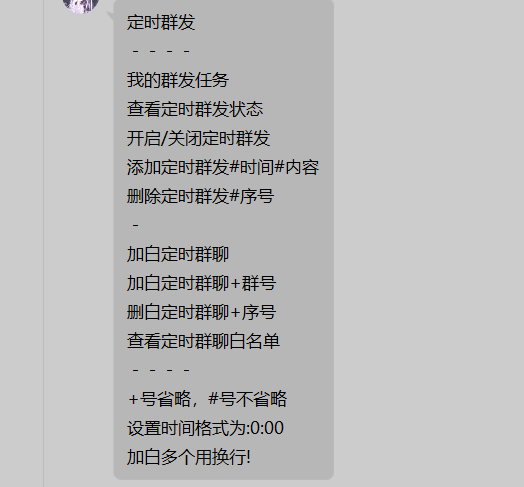 定时群发
- - - -
我的群发任务
查看定时群发状态
开启/关闭定时群发
添加定时群发#时间#内容
删除定时群发#序号
-
加白定时群聊
加白定时群聊+群号
删白定时群聊+序号
查看定时群聊白名单
- - - -
+号省略，#号不省略
设置时间格式为:0:00
加白多个用换行!